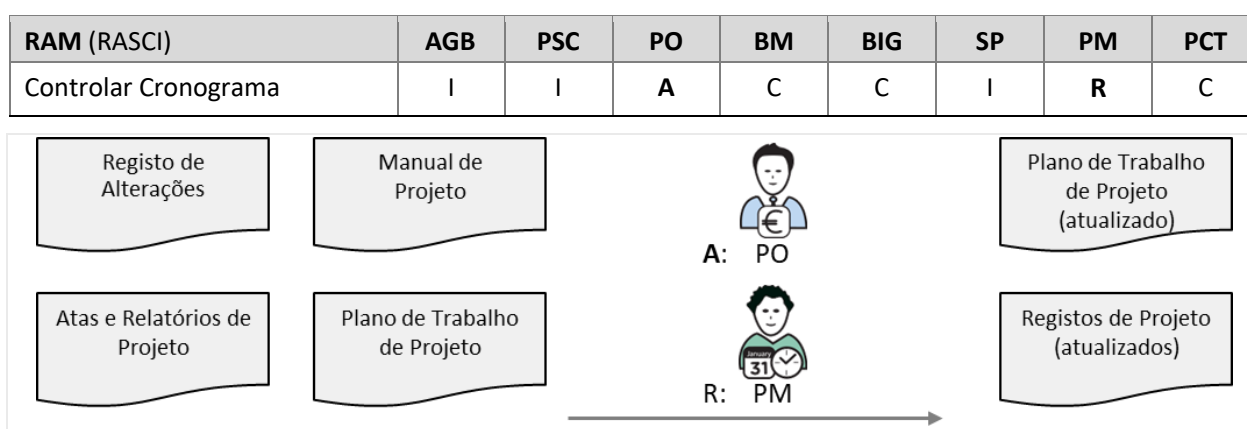 RAM (RASCI) AGB PSC PO BM BIG SP PM PCT
Controlar Cronograma I I A C C I R C
Registo de
Alterações
Manual de
Projeto
A: PO
Plano de Trabalho
de Projeto
(atualizado)
Atas e Relatórios de
Projeto
Plano de Trabalho
de Projeto
January
31
R: PM
Registos de Projeto
(atualizados)